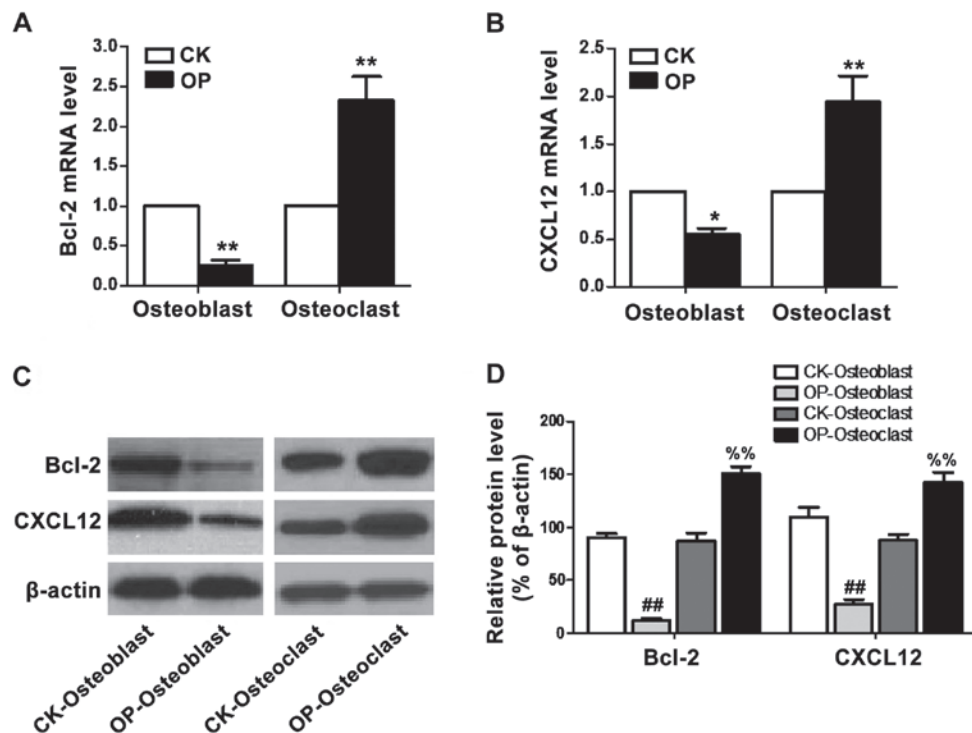 A
3.0
2.5
2.0
1.5
1.0
0.5
0.0
Bcl-2 mRNA level
CK
OP
**
**
Osteoblast
Osteoclast
B
2.5
2.0
1.5
1.0
0.5
0.0
CXCL12 mRNA level
CK
OP
*
**
Osteoblast
Osteoclast
C
Bcl-2
CXCL12
β-actin
CK-Osteoblast
OP-Osteoblast
CK-Osteoclast
OP-Osteoclast
D
CK-Osteoblast
OP-Osteoblast
CK-Osteoclast
OP-Osteoclast
Relative protein level
(% of β-actin)
200
150
100
50
0
##
%%
##
%%
Bcl-2
CXCL12